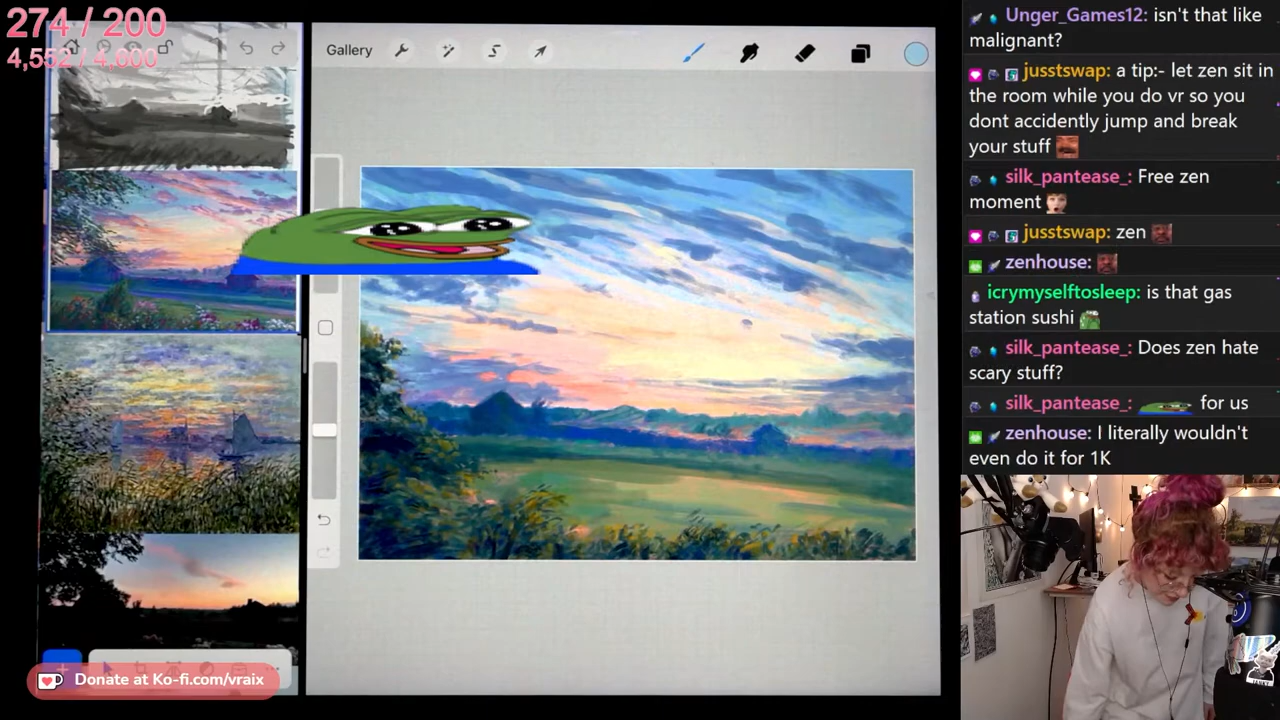 274 / 200
4,552 / 4,000
Gallery
Donate at Ko-fi.com/vraix
Unger_Games12: isn't that like
malignant?
jusstswap: a tip:- let zen sit in
the room while you do vr so you
dont accidently jump and break
your stuff
silk_pantease_: Free zen
moment
jusstswap: zen
zenhouse:
icrymyselftosleep: is that gas
station sushi
silk_pantease_: Does zen hate
scary stuff?
silk_pantease_: for us
zenhouse: I literally wouldn't
even do it for 1K